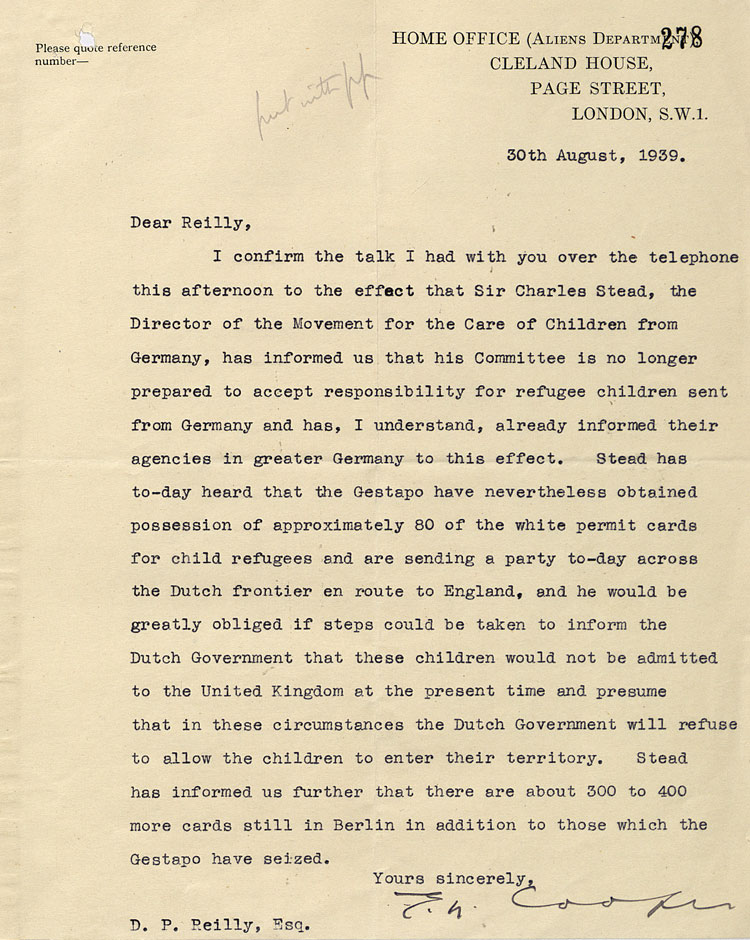 Please quote reference
number—
HOME OFFICE (ALIENS DEPARTMENT)
278
CLELAND HOUSE,
PAGE STREET,
LONDON, S.W.1.
put with pp
30th August, 1939.
Dear Reilly,
I confirm the talk I had with you over the telephone
this afternoon to the effect that Sir Charles Stead, the
Director of the Movement for the Care of Children from
Germany, has informed us that his Committee is no longer
prepared to accept responsibility for refugee children sent
from Germany and has, I understand, already informed their
agencies in greater Germany to this effect. Stead has
to-day heard that the Gestapo have nevertheless obtained
possession of approximately 80 of the white permit cards
for child refugees and are sending a party to-day across
the Dutch frontier en route to England, and he would be
greatly obliged if steps could be taken to inform the
Dutch Government that these children would not be admitted
to the United Kingdom at the present time and presume
that in these circumstances the Dutch Government will refuse
to allow the children to enter their territory. Stead
has informed us further that there are about 300 to 400
more cards still in Berlin in addition to those which the
Gestapo have seized.
Yours sincerely,
E. N. Cooper
D. P. Reilly, Esq.